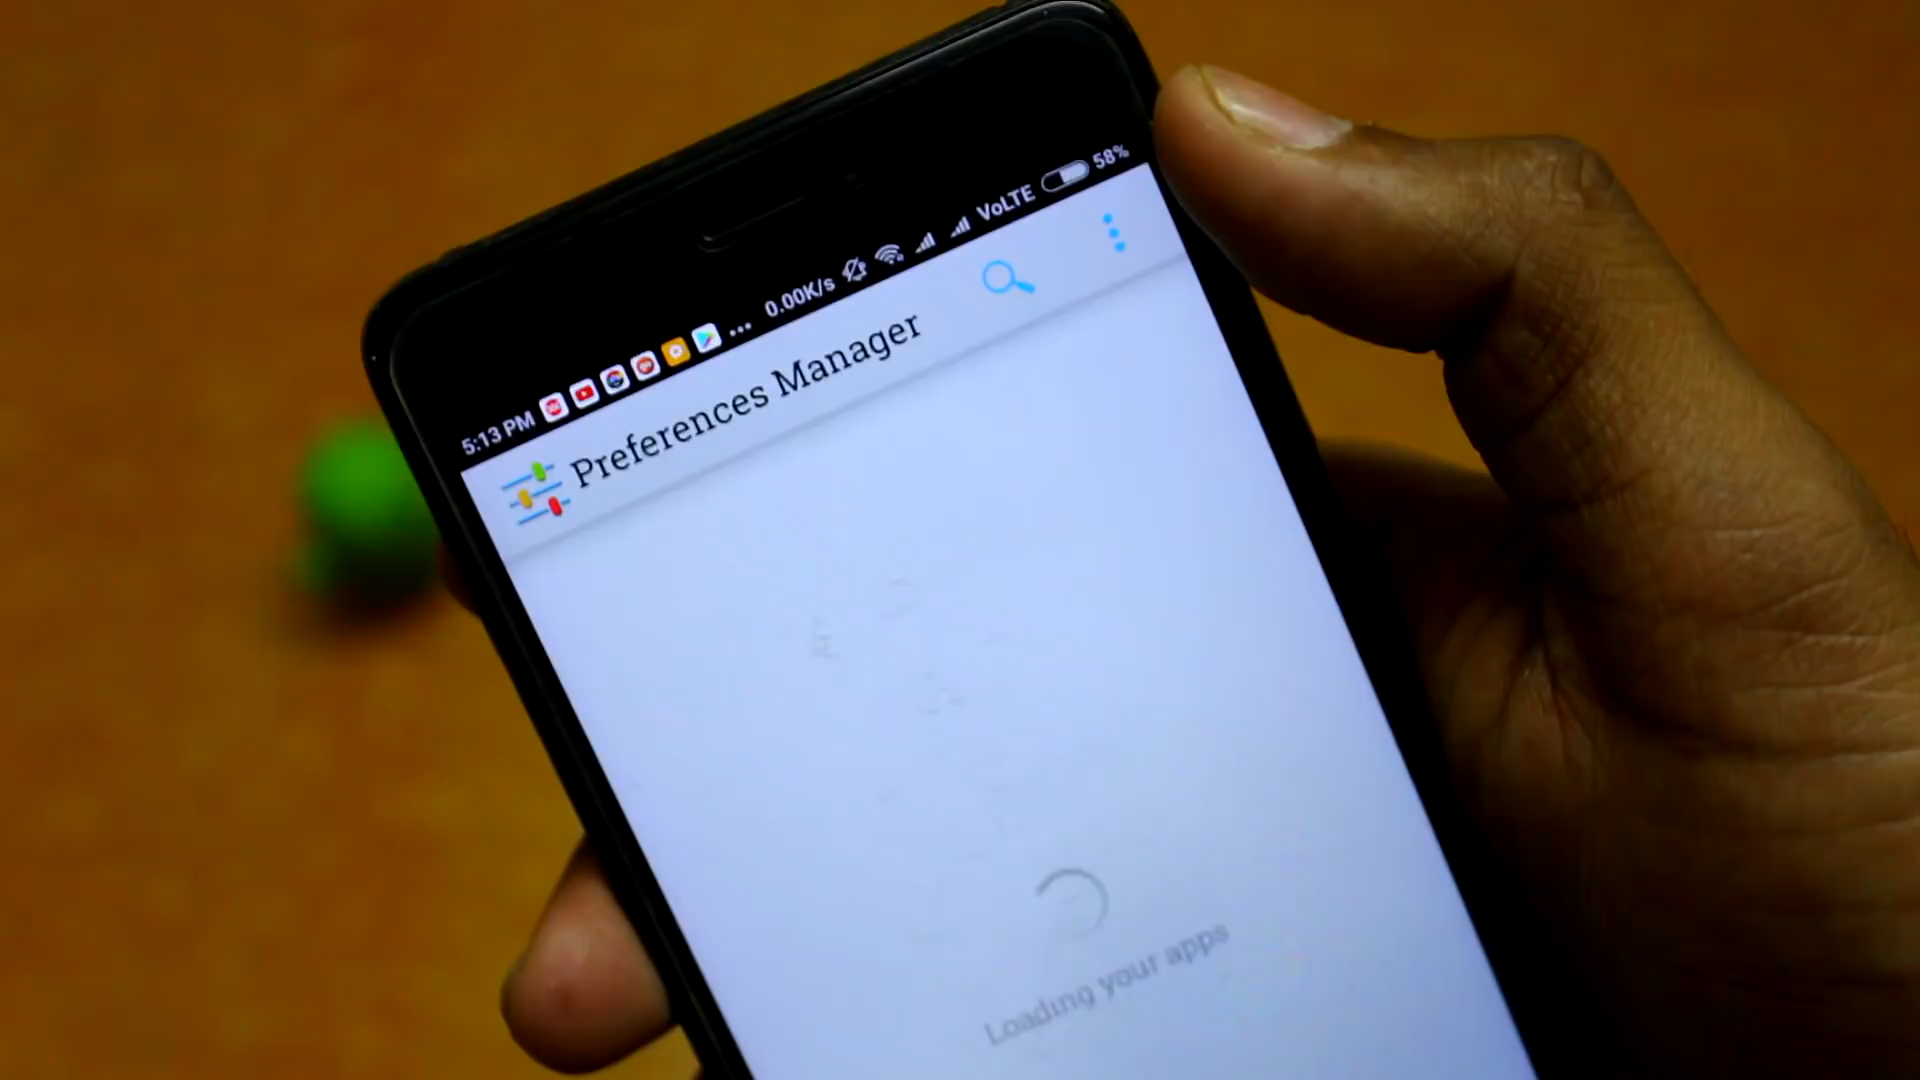 5:13 PM ... 0.00K/s VoLTE 58%
Preferences Manager
Loading your apps